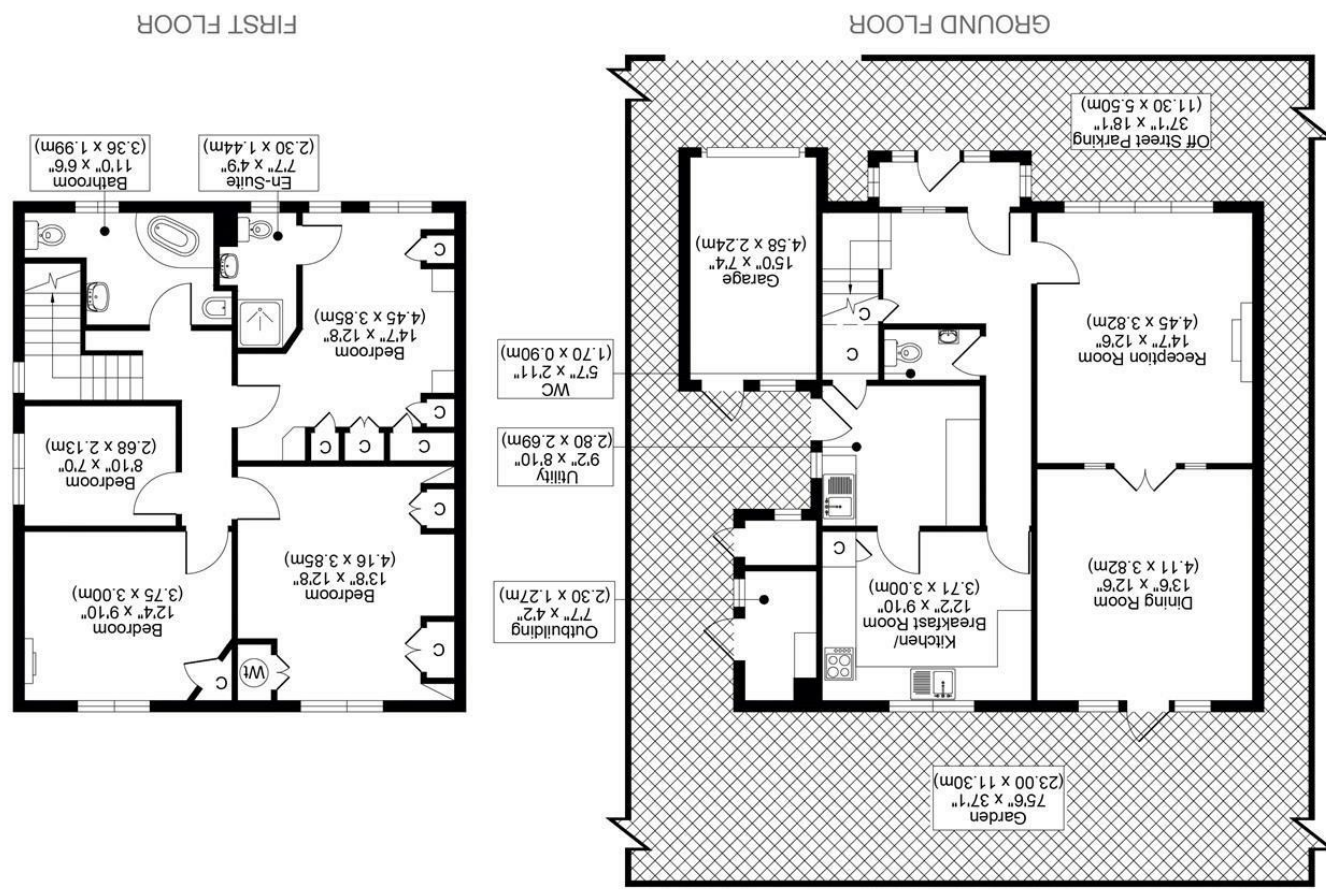 Garden
75'6" x 37'1"
(23.00 x 11.30m)
Dining Room
13'6" x 12'6"
(4.11 x 3.82m)
Kitchen/
Breakfast Room
12'2" x 9'10"
(3.71 x 3.00m)
C
Outbuilding
7'7" x 4'2"
(2.30 x 1.27m)
Utility
9'2" x 8'10"
(2.80 x 2.69m)
WC
5'7" x 2'11"
(1.70 x 0.90m)
Reception Room
14'7" x 12'6"
(4.45 x 3.82m)
C
C
Garage
15'0" x 7'4"
(4.58 x 2.24m)
Off Street Parking
37'1" x 18'1"
(11.30 x 5.50m)
GROUND FLOOR
C
Wt
C
Bedroom
13'8" x 12'8"
(4.16 x 3.85m)
C
Bedroom
12'4" x 9'10"
(3.75 x 3.00m)
C
Bedroom
8'10" x 7'0"
(2.68 x 2.13m)
C
C
C
C
Bedroom
14'7" x 12'8"
(4.45 x 3.85m)
C
En-Suite
7'7" x 4'9"
(2.30 x 1.44m)
Bathroom
11'0" x 6'6"
(3.36 x 1.99m)
FIRST FLOOR